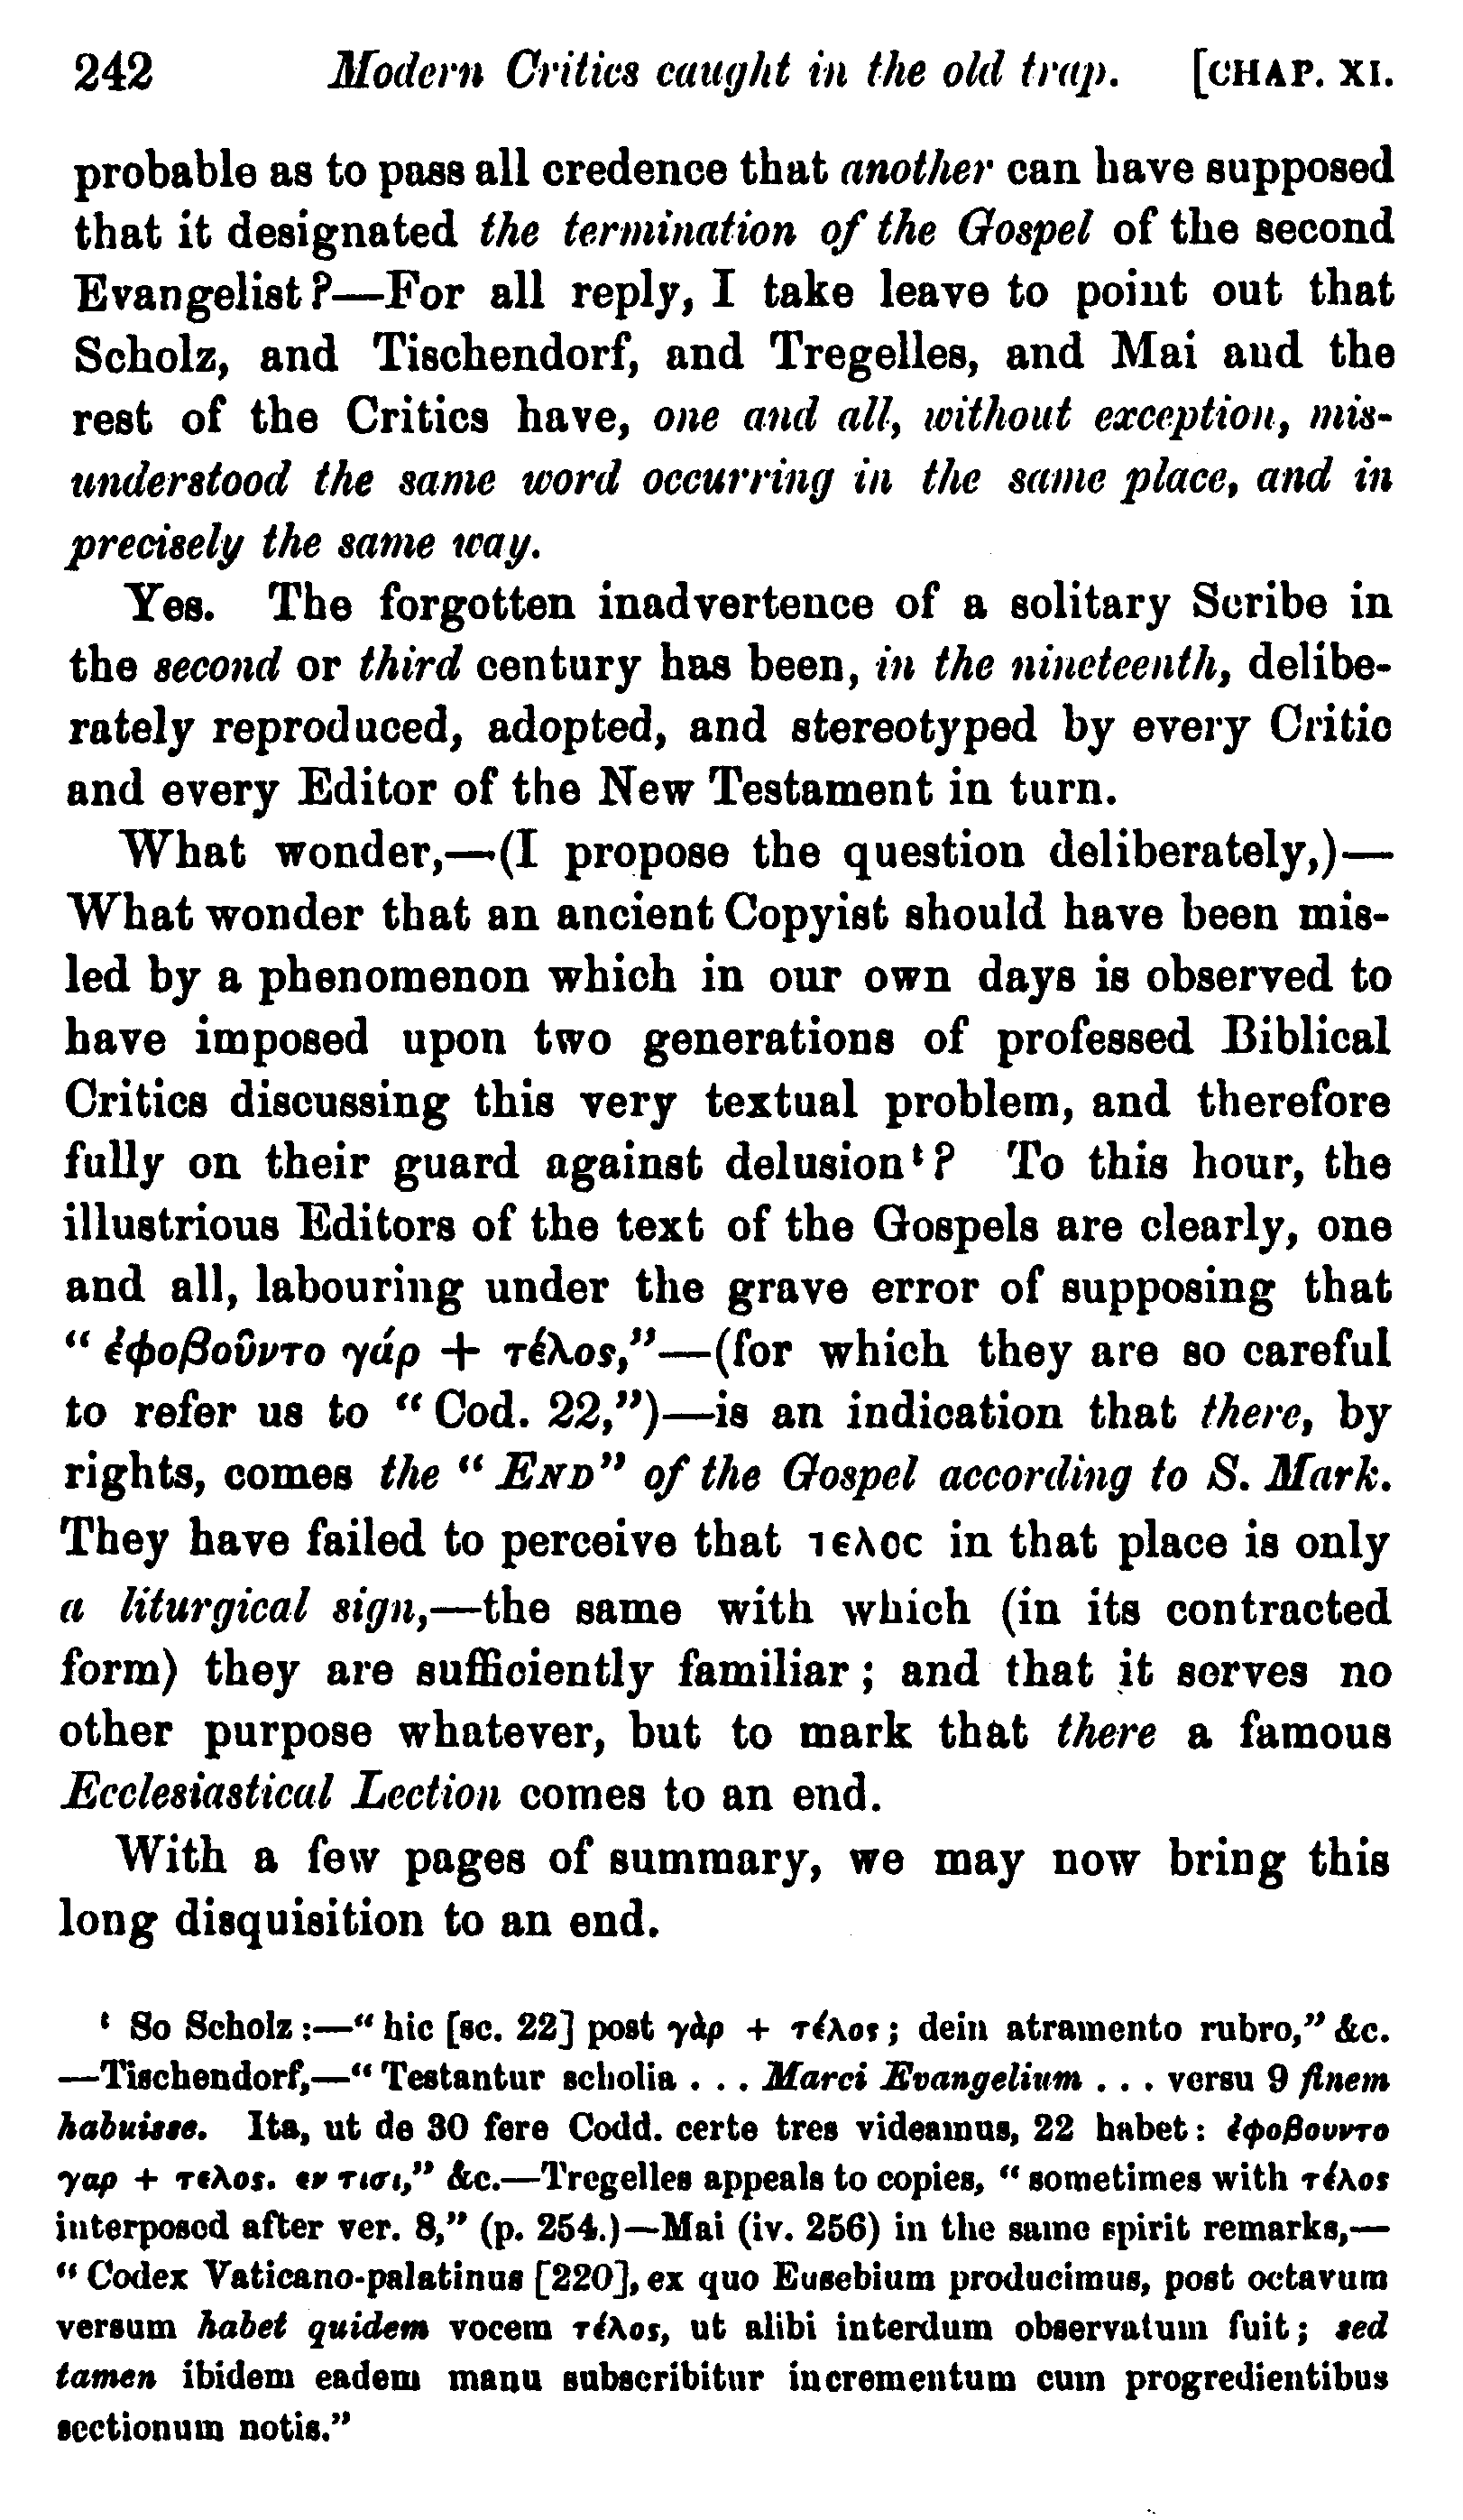 242 Modern Critics caught in the old trap. [CHAP. XI.
probable as to pass all credence that another can have supposed
that it designated the termination of the Gospel of the second
Evangelist?—For all reply, I take leave to point out that
Scholz, and Tischendorf, and Tregelles, and Mai and the
rest of the Critics have, one and all, without exception, mis-
understood the same word occurring in the same place, and in
precisely the same way.
Yes. The forgotten inadvertence of a solitary Scribe in
the second or third century has been, in the nineteenth, delibe-
rately reproduced, adopted, and stereotyped by every Critic
and every Editor of the New Testament in turn.
What wonder,—(I propose the question deliberately,)—
What wonder that an ancient Copyist should have been mis-
led by a phenomenon which in our own days is observed to
have imposed upon two generations of professed Biblical
Critics discussing this very textual problem, and therefore
fully on their guard against delusion ᵗ? To this hour, the
illustrious Editors of the text of the Gospels are clearly, one
and all, labouring under the grave error of supposing that
“ ἐφοβοῦντο γάρ + τέλος,”—(for which they are so careful
to refer us to “ Cod. 22,”)—is an indication that there, by
rights, comes the “ END” of the Gospel according to S. Mark.
They have failed to perceive that τελος in that place is only
a liturgical sign,—the same with which (in its contracted
form) they are sufficiently familiar; and that it serves no
other purpose whatever, but to mark that there a famous
Ecclesiastical Lection comes to an end.
With a few pages of summary, we may now bring this
long disquisition to an end.
ᵗ So Scholz:—“ hic [sc. 22] post γὰρ + τέλος; dein atramento rubro,” &c.
—Tischendorf,—“ Testantur scholia . . . Marci Evangelium . . . versu 9 finem
habuisse. Ita, ut de 30 fere Codd. certe tres videamus, 22 habet: ἐφοβουντο
γαρ + τελος. εν τισι,” &c.—Tregelles appeals to copies, “ sometimes with τέλος
interposed after ver. 8,” (p. 254.)—Mai (iv. 256) in the same spirit remarks,—
“ Codex Vaticano-palatinus [220], ex quo Eusebium producimus, post octavum
versum habet quidem vocem τέλος, ut alibi interdum observatum fuit; sed
tamen ibidem eadem manu subscribitur incrementum cum progredientibus
sectionum notis.”